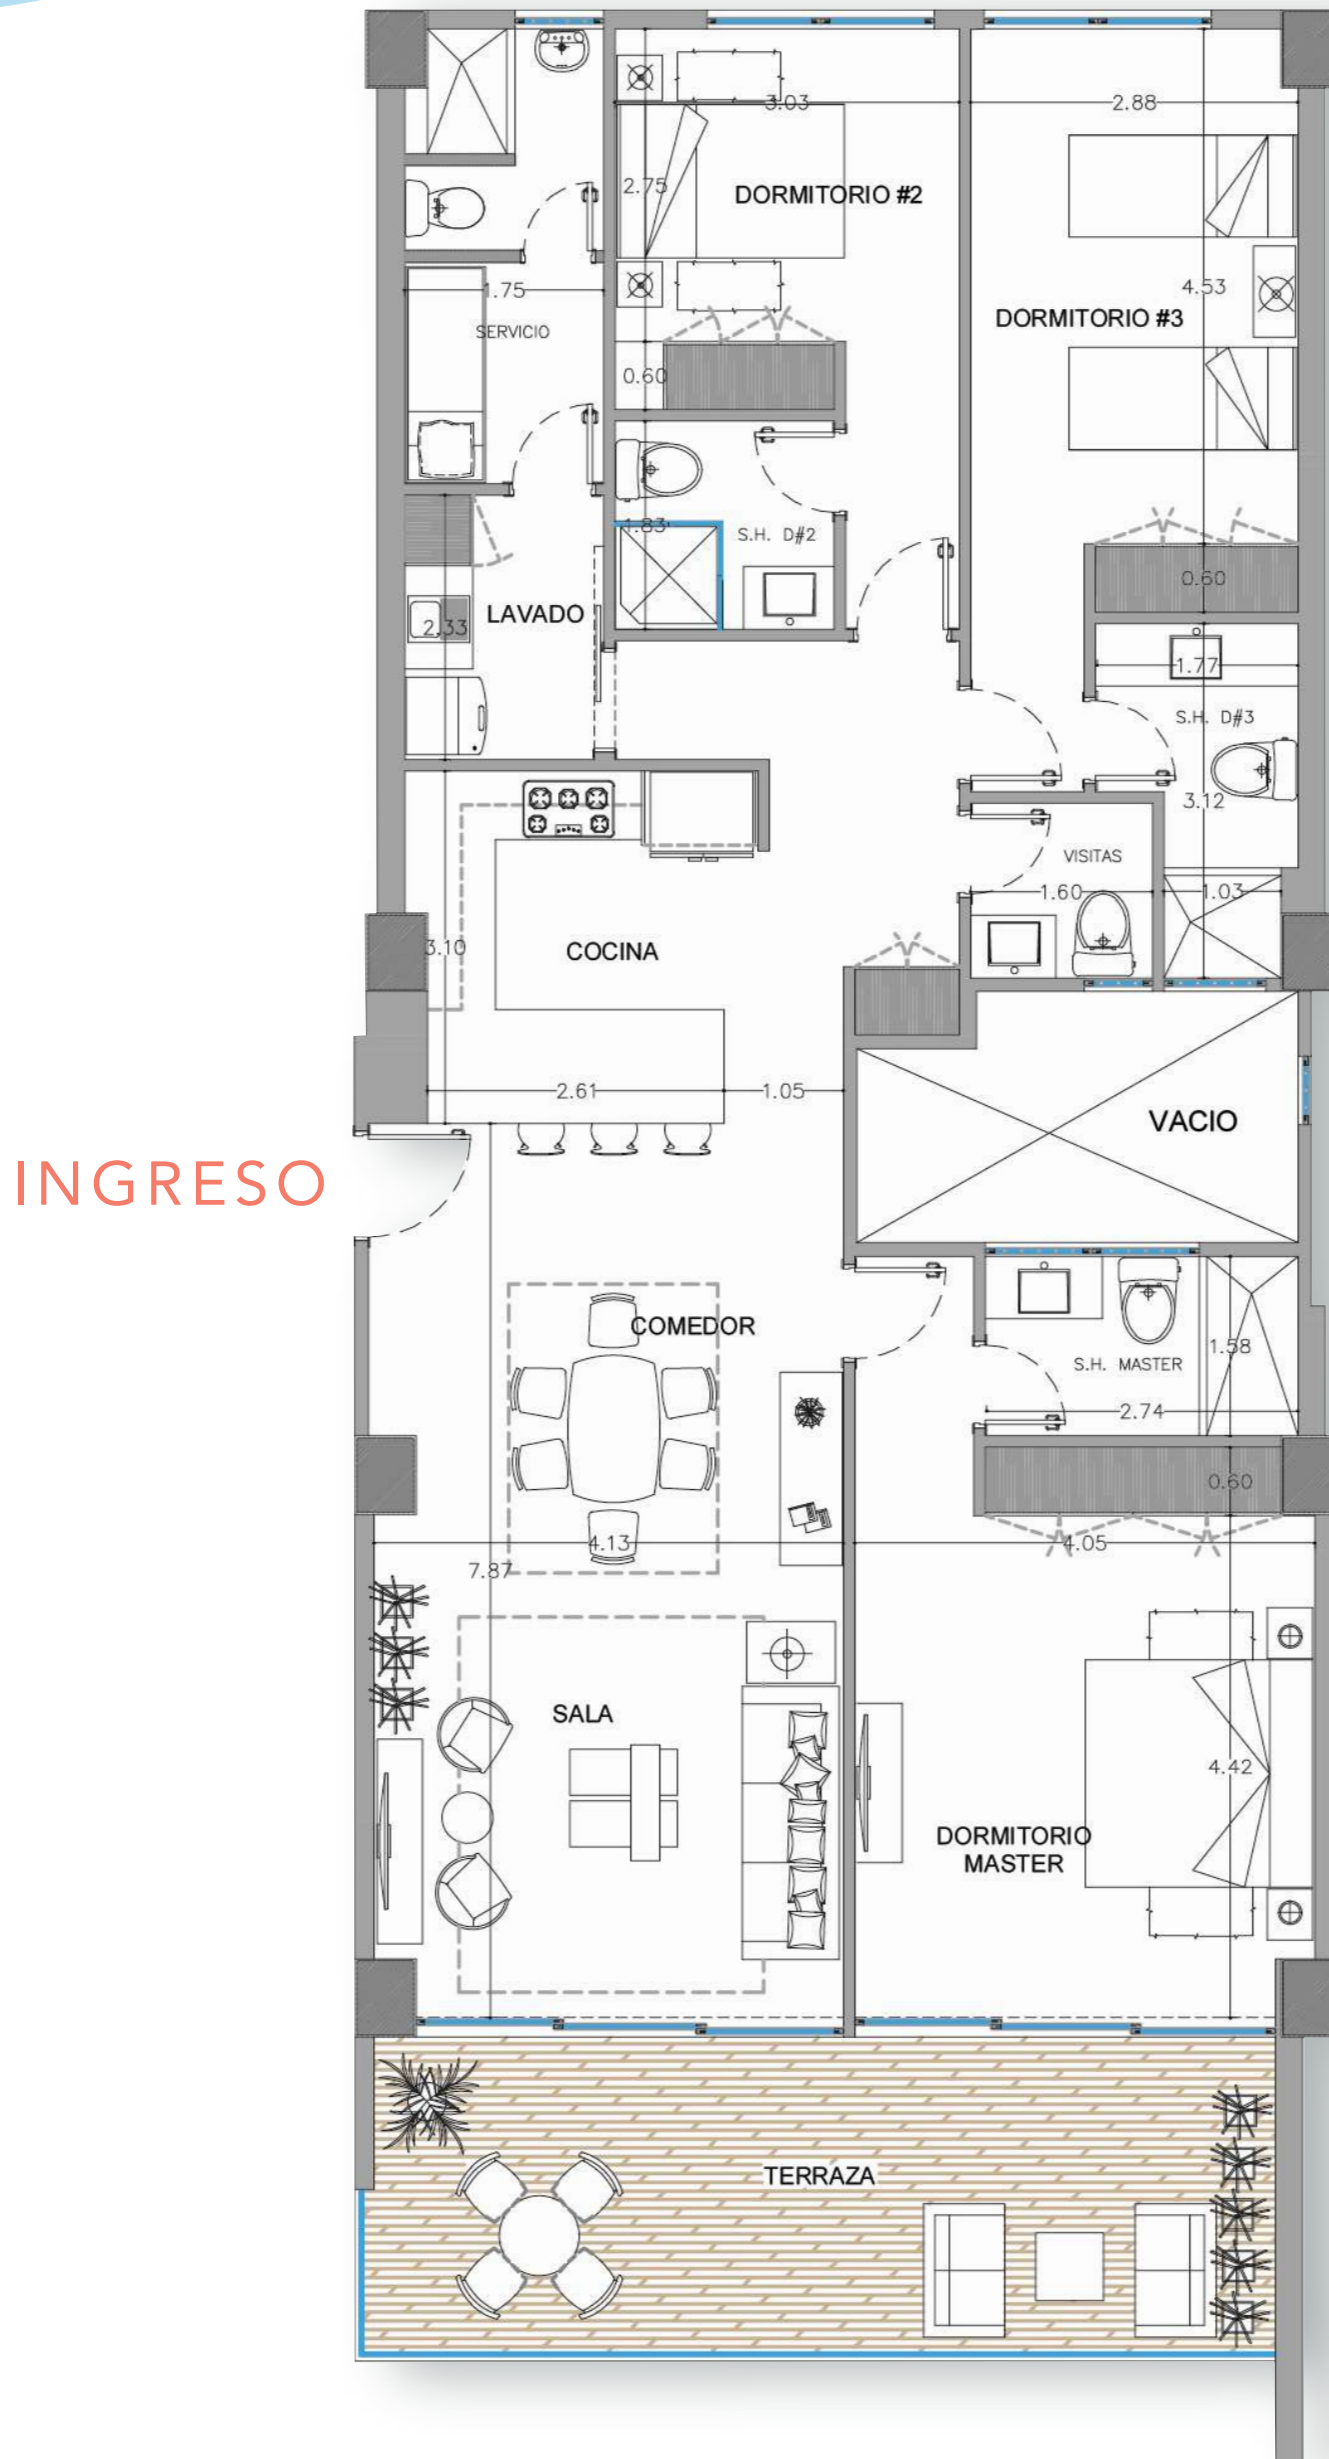 3.03
2.88
2.75
DORMITORIO #2
1.75
4.53
SERVICIO
DORMITORIO #3
0.60
1.83
S.H. D#2
0.60
LAVADO
2.33
1.77
S.H. D#3
3.12
VISITAS
1.60
1.03
3.10
COCINA
2.61
1.05
VACIO
INGRESO
COMEDOR
1.58
S.H. MASTER
2.74
0.60
4.13
4.05
7.87
SALA
4.42
DORMITORIO
MASTER
TERRAZA